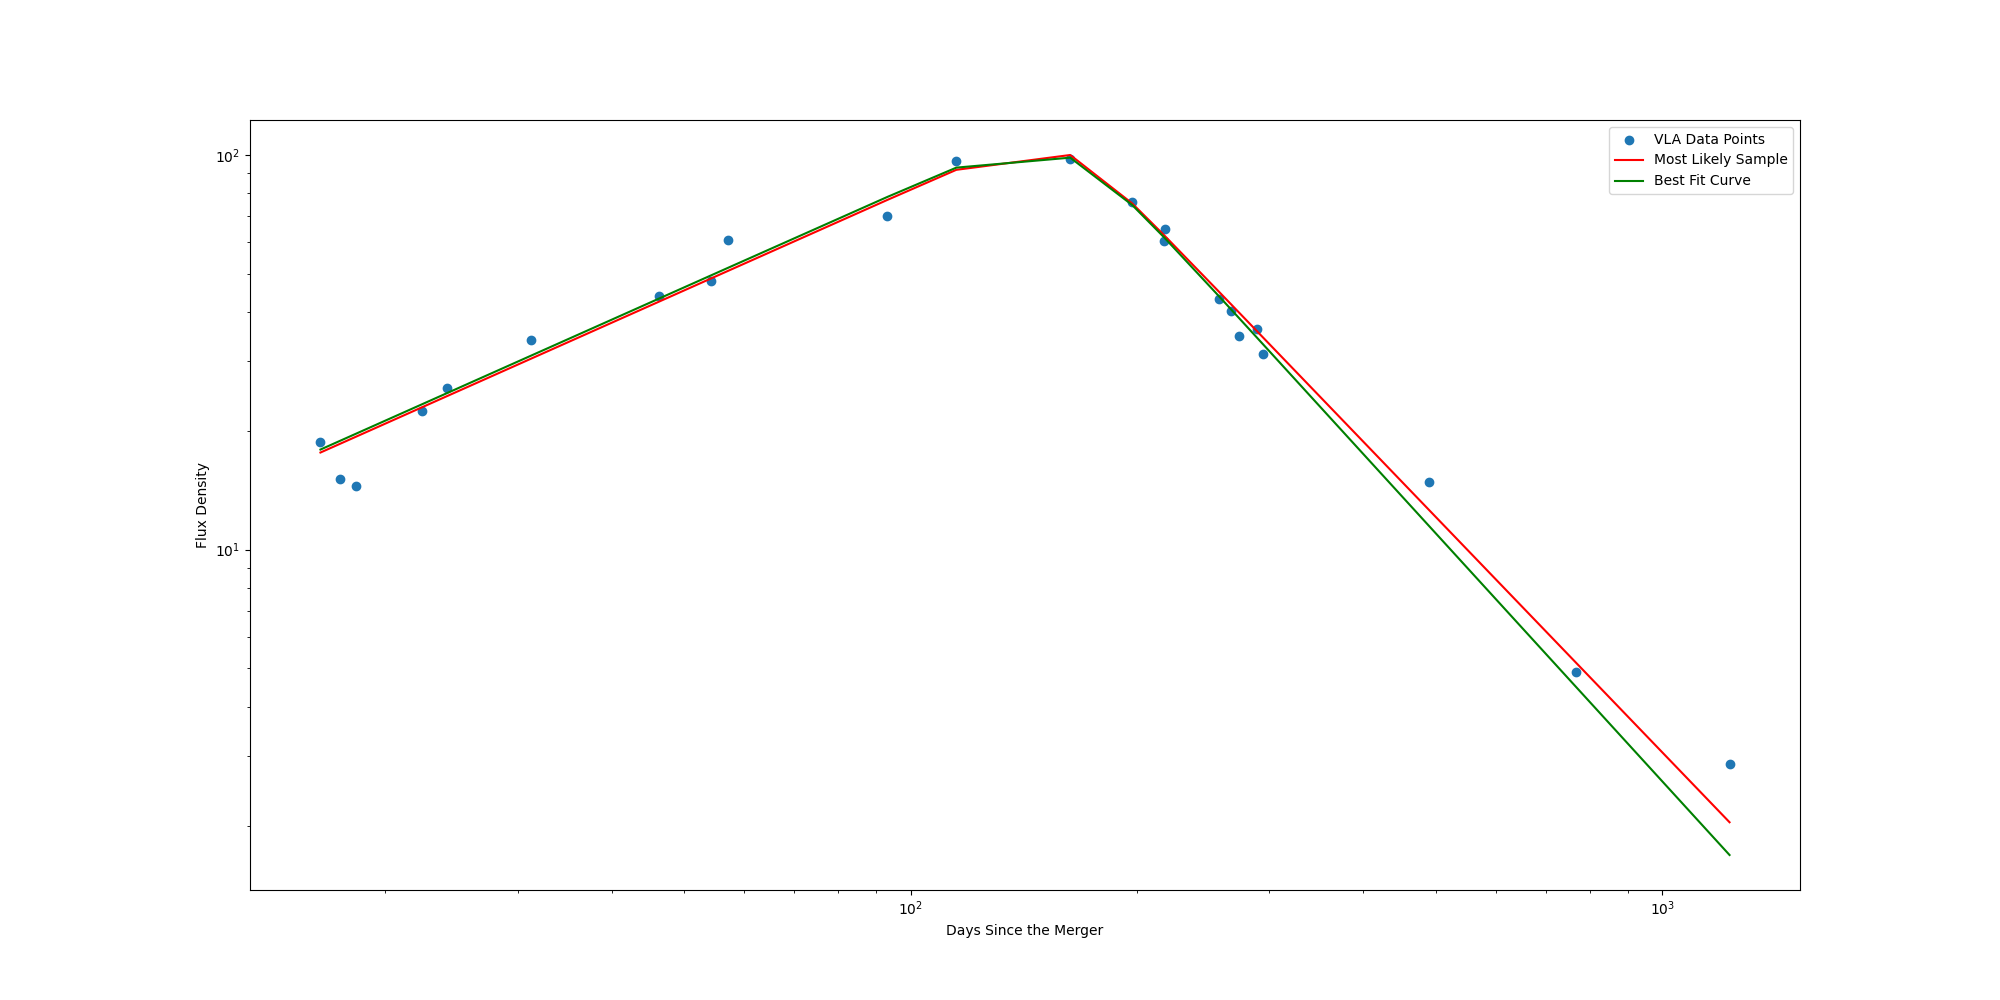 VLA Data Points
Most Likely Sample
Best Fit Curve
10²
10¹
Flux Density
10²
10³
Days Since the Merger